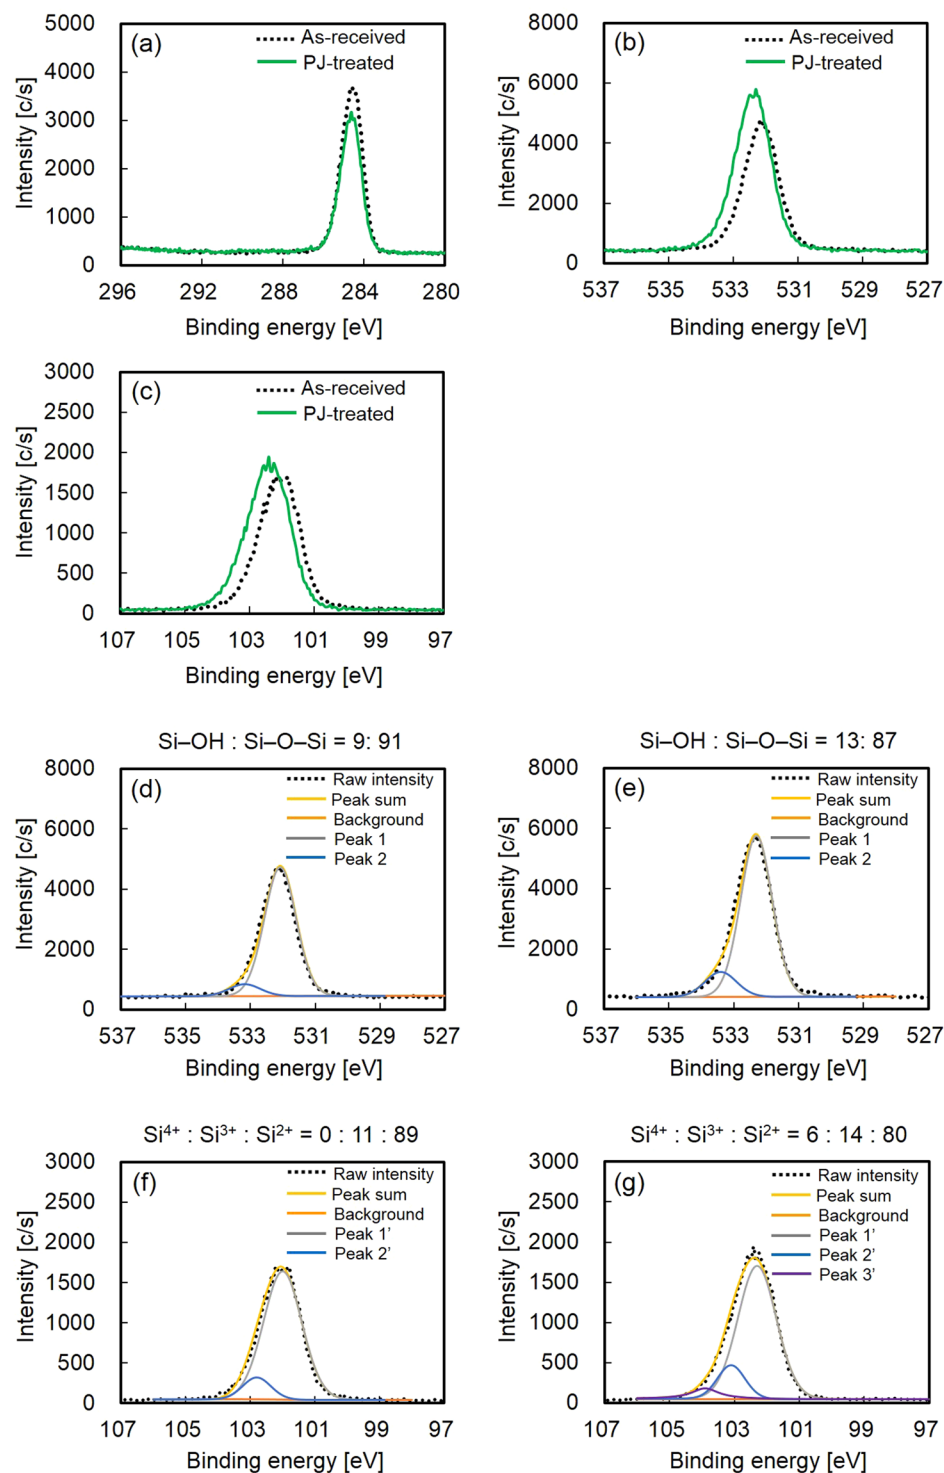 (a)
As-received
PJ-treated
Intensity [c/s]
5000
4000
3000
2000
1000
0
296 292 288 284 280
Binding energy [eV]
(b)
As-received
PJ-treated
Intensity [c/s]
8000
6000
4000
2000
0
537 535 533 531 529 527
Binding energy [eV]
(c)
As-received
PJ-treated
Intensity [c/s]
3000
2500
2000
1500
1000
500
0
107 105 103 101 99 97
Binding energy [eV]
Si–OH : Si–O–Si = 9: 91
(d)
Raw intensity
Peak sum
Background
Peak 1
Peak 2
Intensity [c/s]
8000
6000
4000
2000
0
537 535 533 531 529 527
Binding energy [eV]
Si–OH : Si–O–Si = 13: 87
(e)
Raw intensity
Peak sum
Background
Peak 1
Peak 2
Intensity [c/s]
8000
6000
4000
2000
0
537 535 533 531 529 527
Binding energy [eV]
Si⁴⁺ : Si³⁺ : Si²⁺ = 0 : 11 : 89
(f)
Raw intensity
Peak sum
Background
Peak 1’
Peak 2’
Intensity [c/s]
3000
2500
2000
1500
1000
500
0
107 105 103 101 99 97
Binding energy [eV]
Si⁴⁺ : Si³⁺ : Si²⁺ = 6 : 14 : 80
(g)
Raw intensity
Peak sum
Background
Peak 1’
Peak 2’
Peak 3’
Intensity [c/s]
3000
2500
2000
1500
1000
500
0
107 105 103 101 99 97
Binding energy [eV]